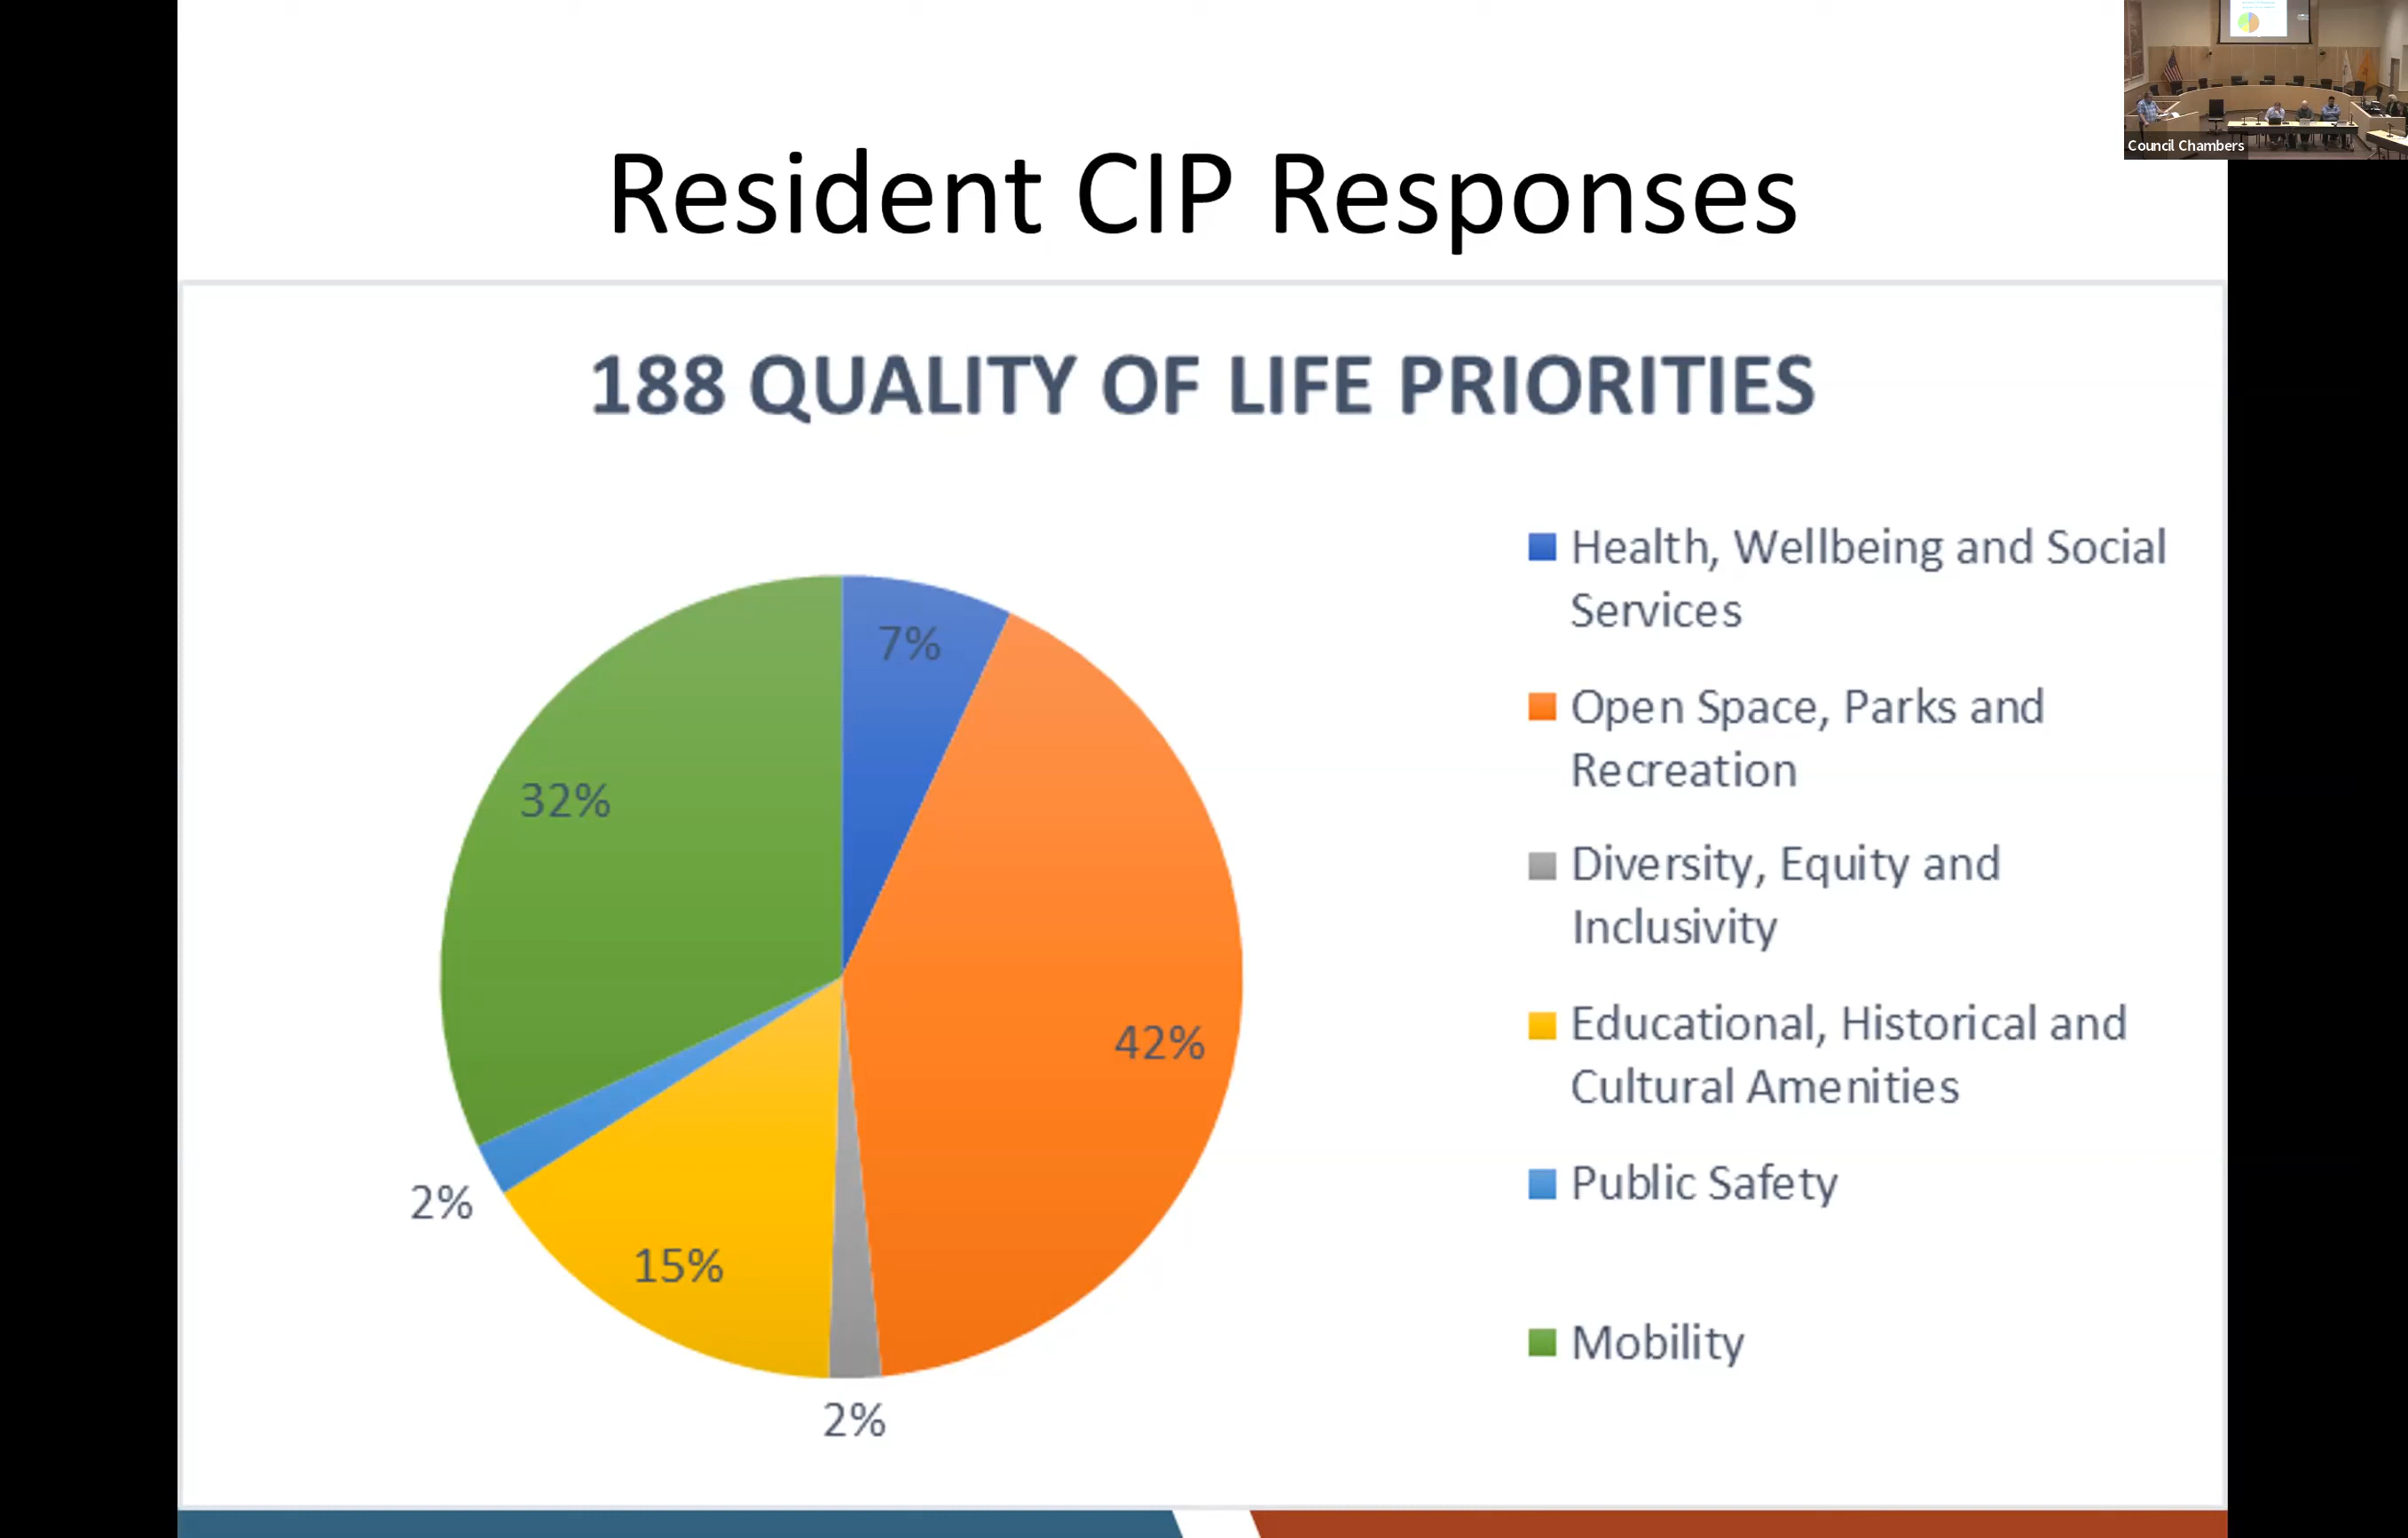 Council Chambers
Resident CIP Responses
188 QUALITY OF LIFE PRIORITIES
7%
42%
2%
15%
2%
32%
Health, Wellbeing and Social
Services
Open Space, Parks and
Recreation
Diversity, Equity and
Inclusivity
Educational, Historical and
Cultural Amenities
Public Safety
Mobility